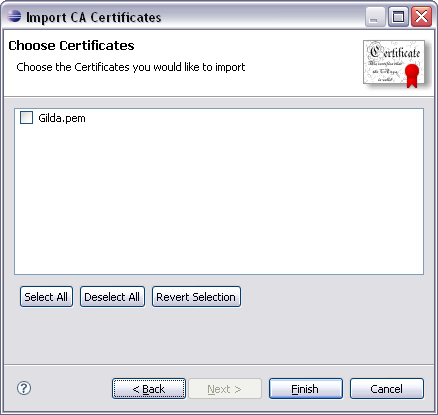 Import CA Certificates
Choose Certificates
Choose the Certificates you would like to import
Certificate
Gilda.pem
Select All
Deselect All
Revert Selection
?
< Back
Next >
Finish
Cancel